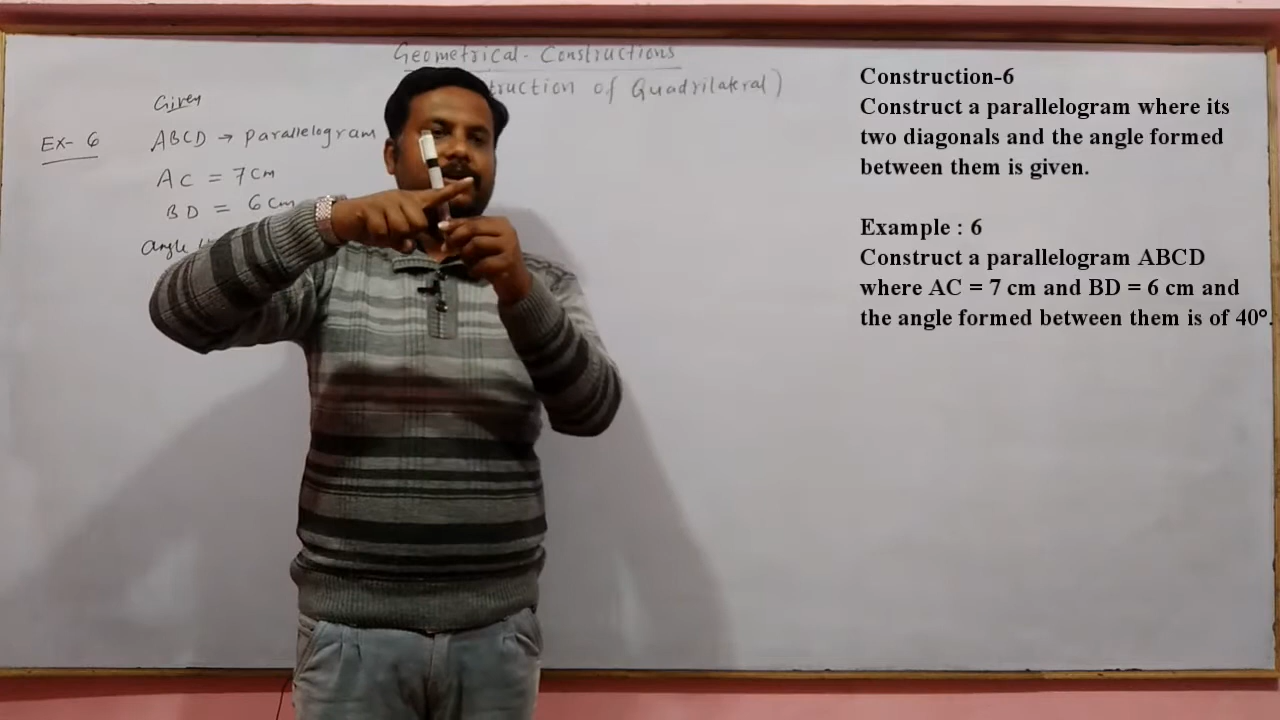 Geometrical - Constructions
truction of Quadrilateral)
Given
Ex- 6
ABCD → parallelogram
AC = 7 cm
BD = 6 cm
angle
Construction-6
Construct a parallelogram where its
two diagonals and the angle formed
between them is given.
Example : 6
Construct a parallelogram ABCD
where AC = 7 cm and BD = 6 cm and
the angle formed between them is of 40°.